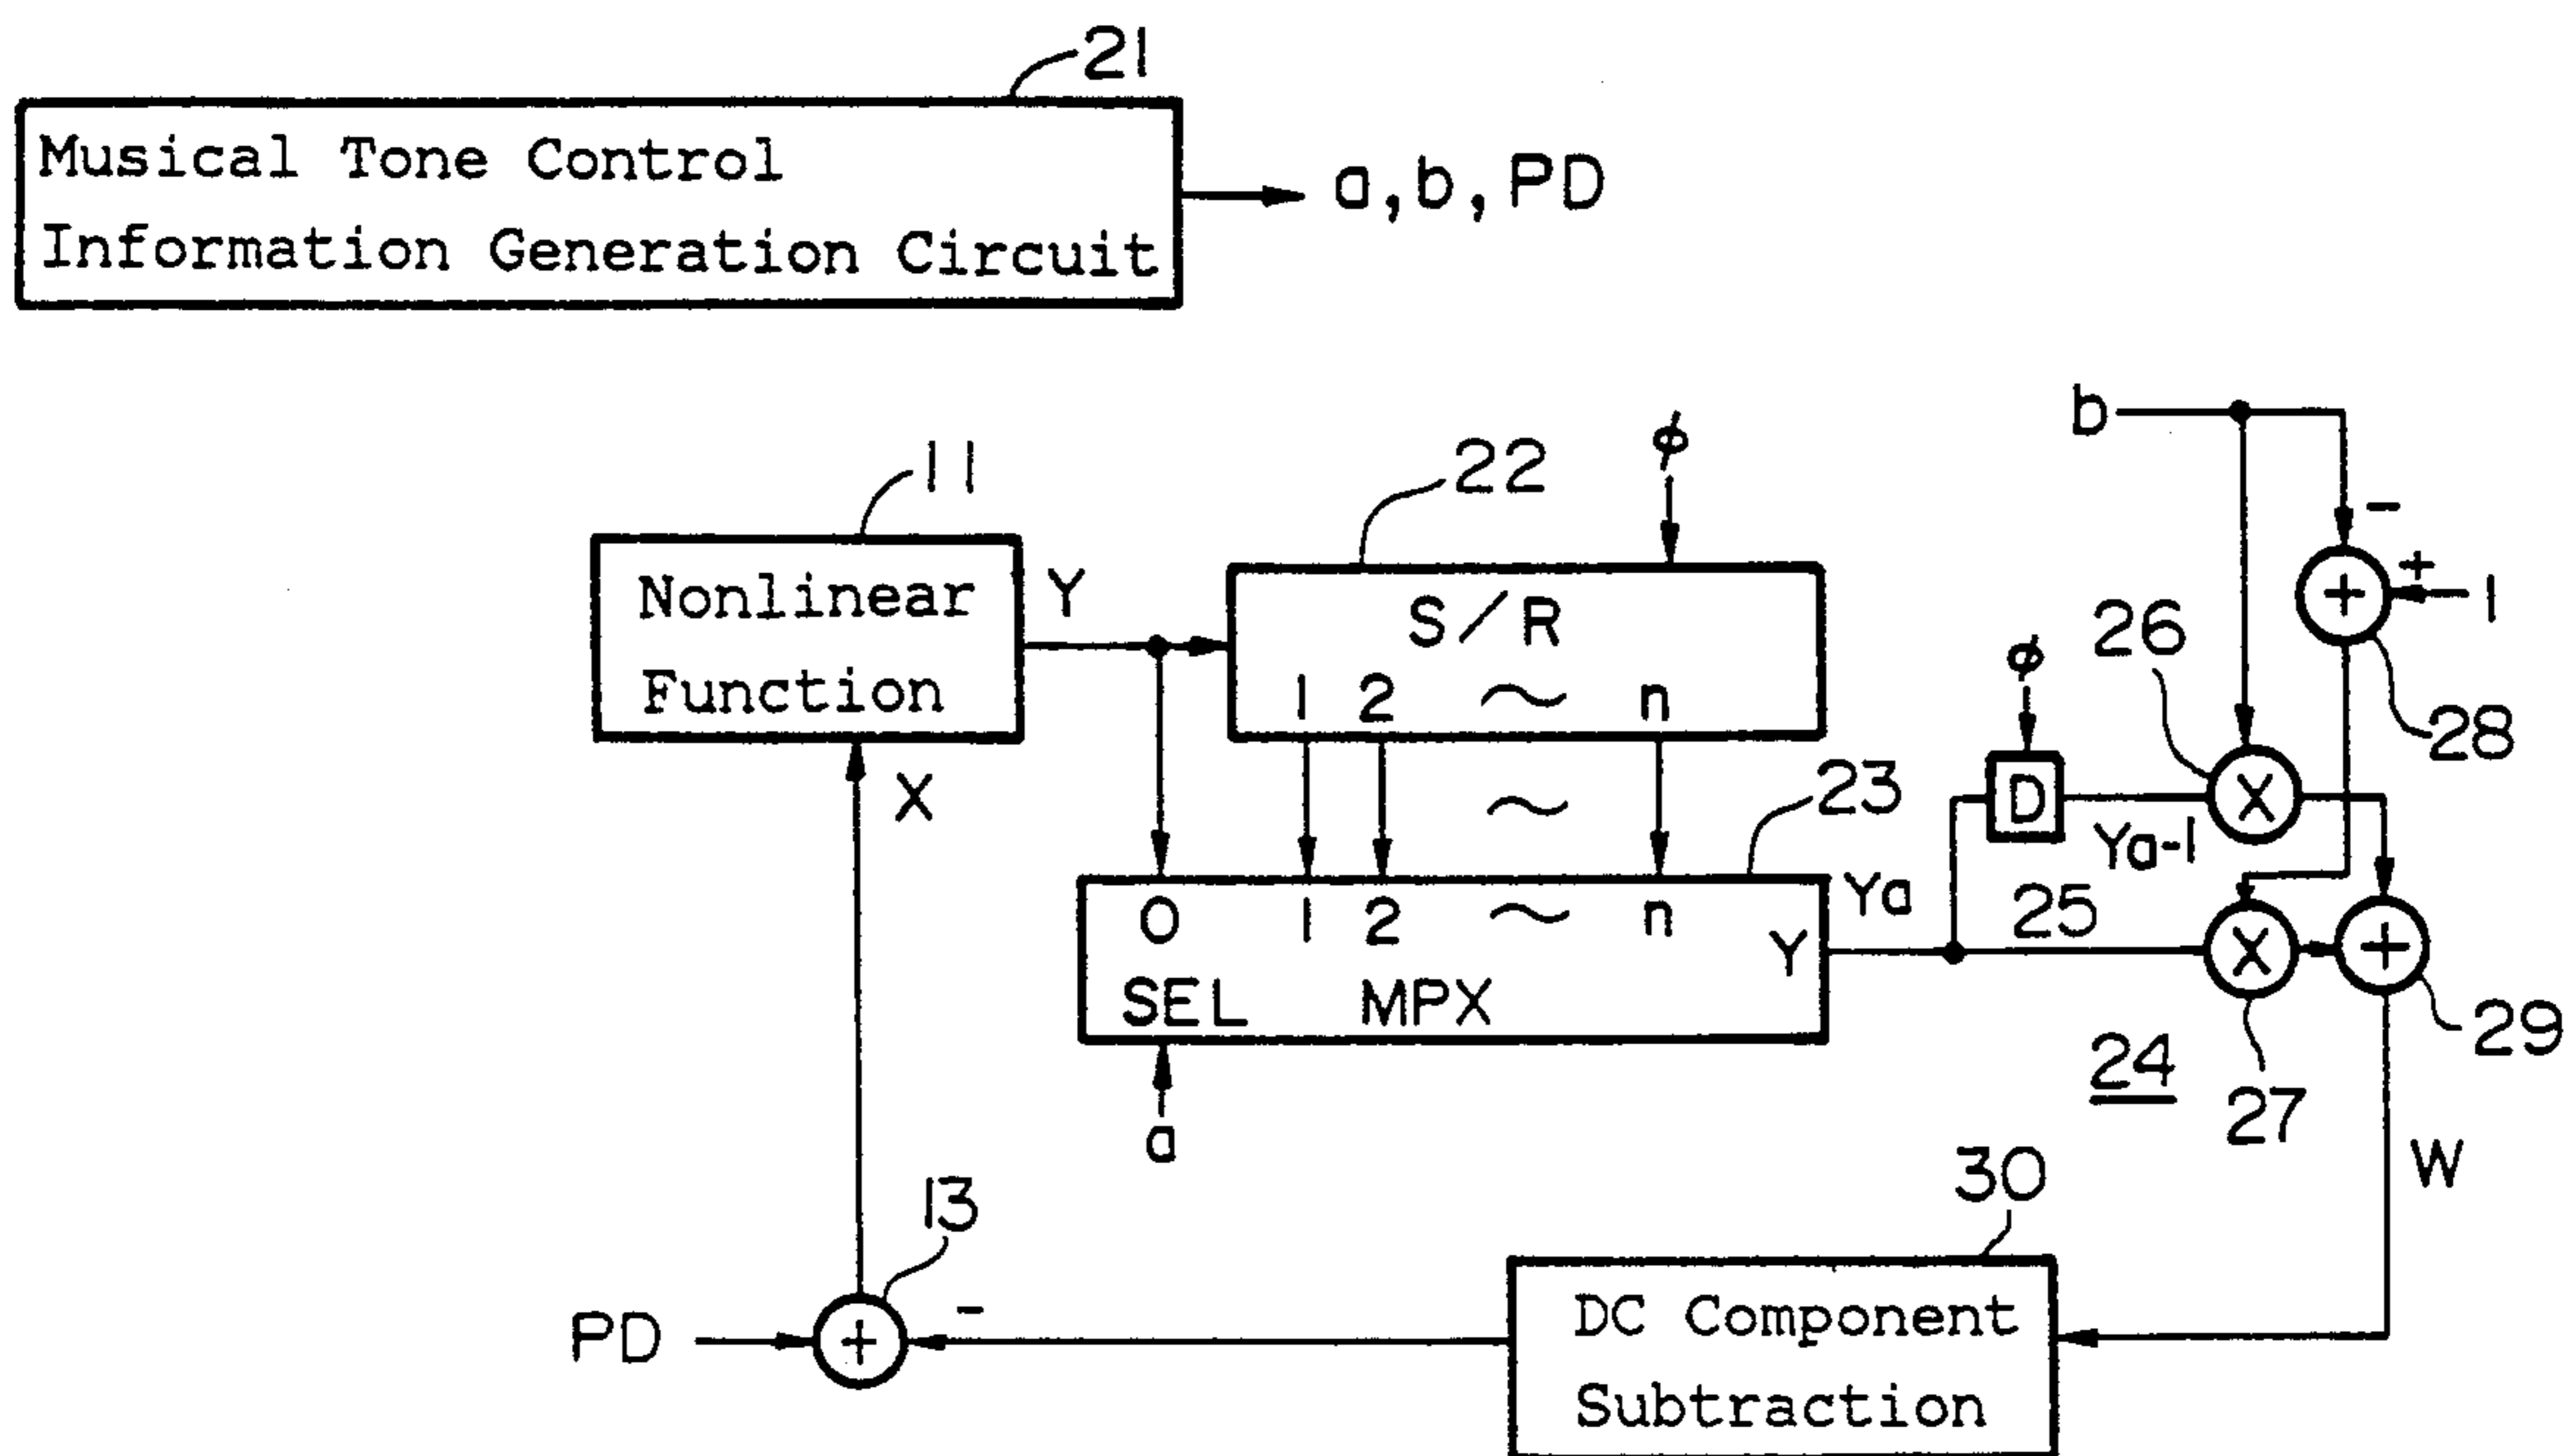 21
Musical Tone Control
Information Generation Circuit
a, b, PD
b
φ
11
22
-
Nonlinear
Function
Y
S/R
1 2 ~ n
+
+
1
26
φ
28
X
~
23
D
X
Ya-1
Ya
0 1 2 ~ n
Y
25
X
+
SEL MPX
29
24
27
a
W
13
30
-
PD
+
DC Component
Subtraction